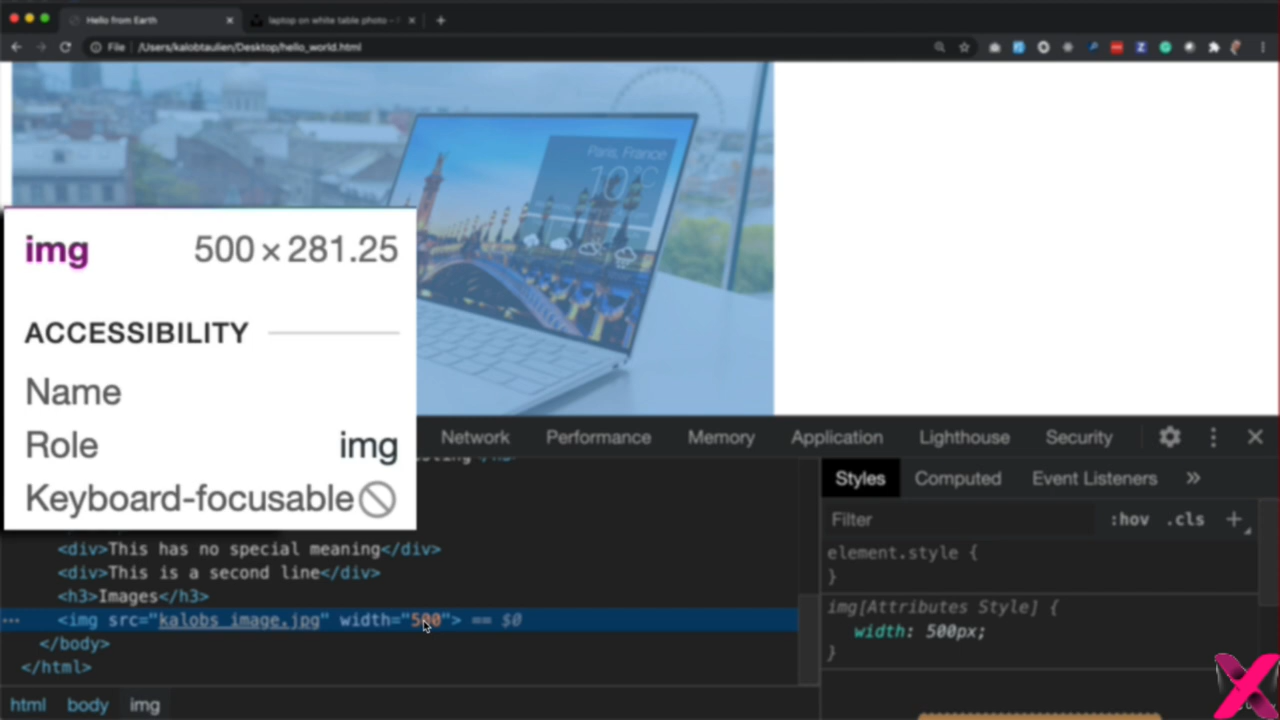 Hello from Earth
laptop on white table photo –
File /Users/kalobtaulien/Desktop/hello_world.html
Paris, France
10°C
img 500 × 281.25
ACCESSIBILITY
Name
Role img
Keyboard-focusable
Network Performance Memory Application Lighthouse Security
<div>This has no special meaning</div>
<div>This is a second line</div>
<h3>Images</h3>
<img src="kalobs_image.jpg" width="500"> == $0
</body>
</html>
html body img
Styles Computed Event Listeners »
Filter :hov .cls +
element.style {
}
img[Attributes Style] {
width: 500px;
}